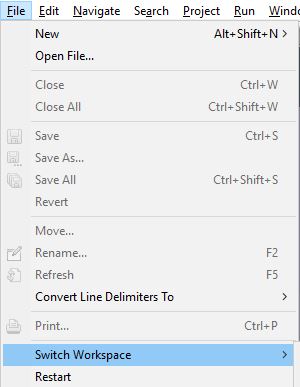 File Edit Navigate Search Project Run Windo
New Alt+Shift+N >
Open File...
Close Ctrl+W
Close All Ctrl+Shift+W
Save Ctrl+S
Save As...
Save All Ctrl+Shift+S
Revert
Move...
Rename... F2
Refresh F5
Convert Line Delimiters To >
Print... Ctrl+P
Switch Workspace >
Restart